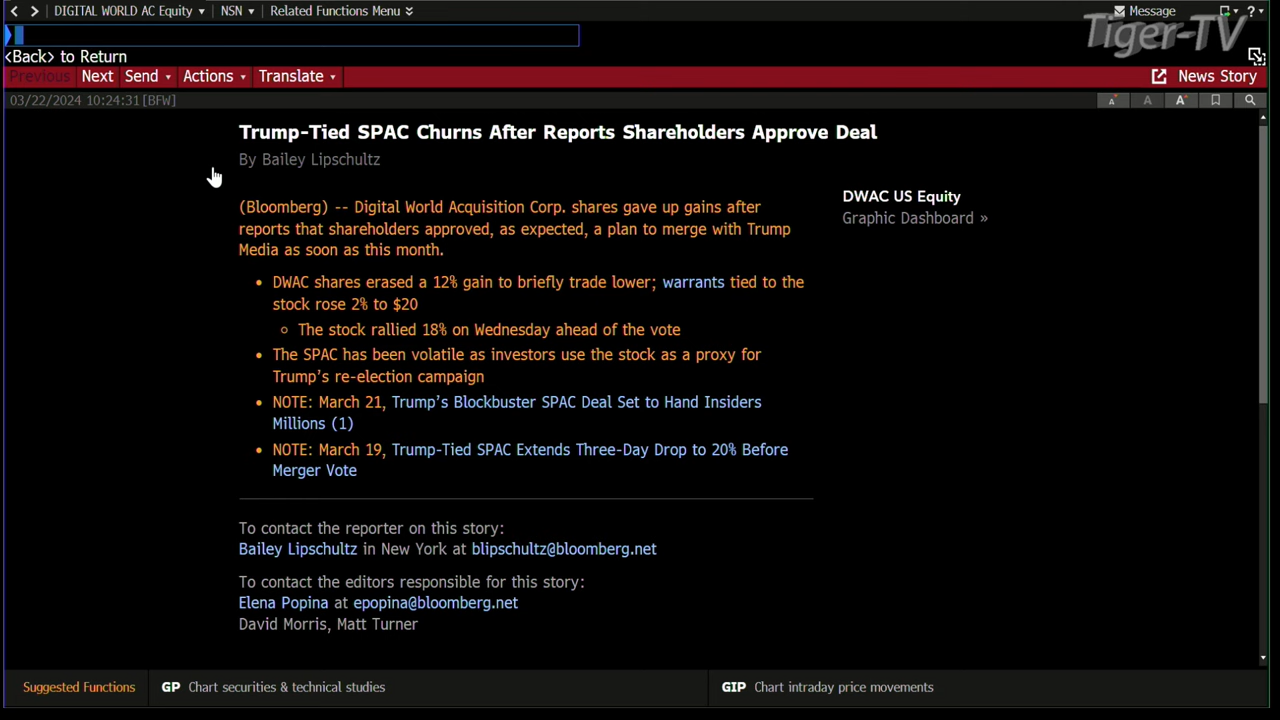 DIGITAL WORLD AC Equity NSN Related Functions Menu Message ?
Tiger-TV
<Back> to Return
Previous Next Send Actions Translate News Story
03/22/2024 10:24:31[BFW] A A A
Trump-Tied SPAC Churns After Reports Shareholders Approve Deal
By Bailey Lipschultz
DWAC US Equity
Graphic Dashboard »
(Bloomberg) -- Digital World Acquisition Corp. shares gave up gains after
reports that shareholders approved, as expected, a plan to merge with Trump
Media as soon as this month.
• DWAC shares erased a 12% gain to briefly trade lower; warrants tied to the
stock rose 2% to $20
○ The stock rallied 18% on Wednesday ahead of the vote
• The SPAC has been volatile as investors use the stock as a proxy for
Trump's re-election campaign
• NOTE: March 21, Trump's Blockbuster SPAC Deal Set to Hand Insiders
Millions (1)
• NOTE: March 19, Trump-Tied SPAC Extends Three-Day Drop to 20% Before
Merger Vote
To contact the reporter on this story:
Bailey Lipschultz in New York at blipschultz@bloomberg.net
To contact the editors responsible for this story:
Elena Popina at epopina@bloomberg.net
David Morris, Matt Turner
Suggested Functions GP Chart securities & technical studies GIP Chart intraday price movements